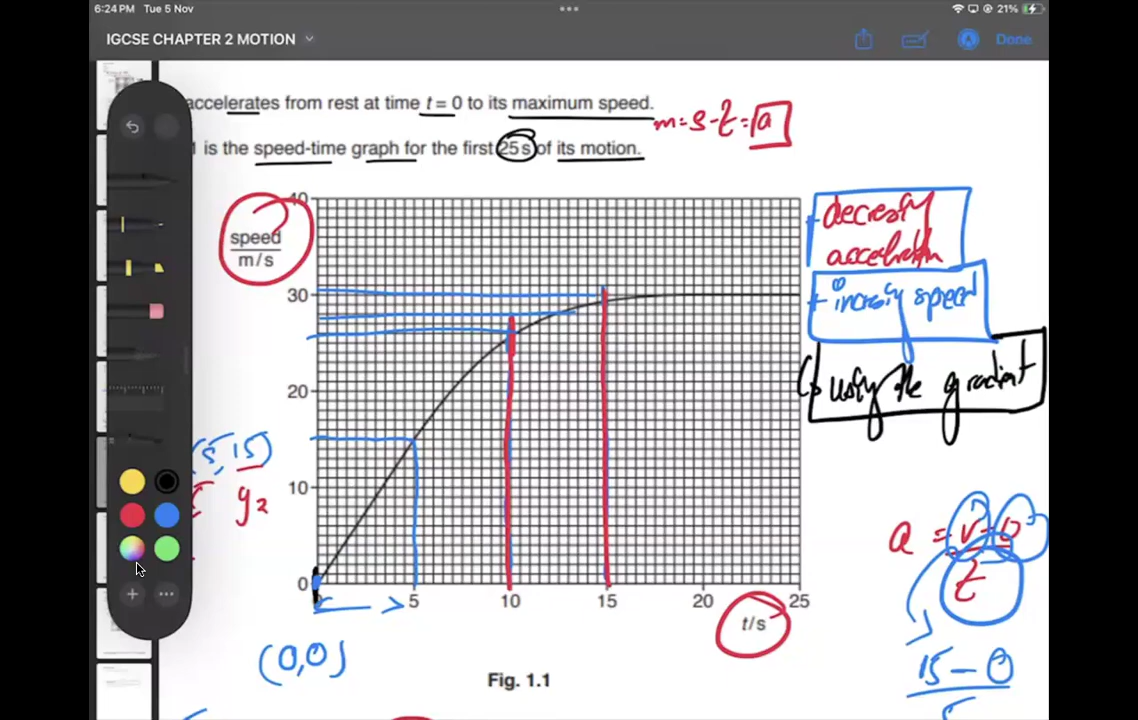 6:24 PM Tue 5 Nov
21%
IGCSE CHAPTER 2 MOTION
Done
accelerates from rest at time t = 0 to its maximum speed.
m = s-t = a
is the speed-time graph for the first 25 s of its motion.
40
speed
m/s
30
20
10
0
5
10
15
20
25
t/s
acceleration
speed
using the gradient
(5, 15)
y2
(0,0)
a = v-0
t
15 - 0
5
Fig. 1.1